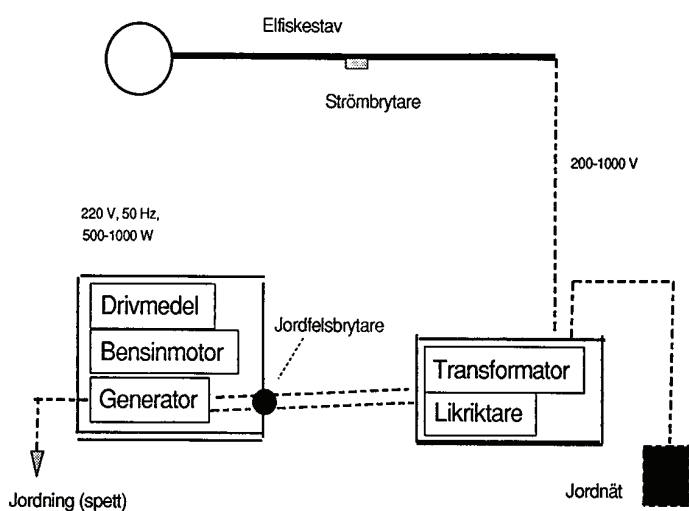 Elfiskestav
Strömbrytare
200-1000 V
220 V, 50 Hz,
500-1000 W
Drivmedel
Jordfelsbrytare
Bensinmotor
Generator
Transformator
Likriktare
Jordning (spett)
Jordnät